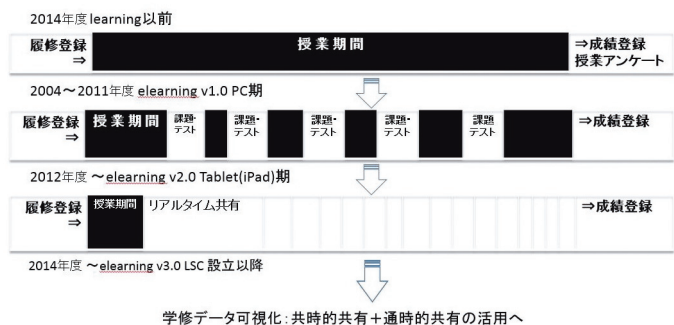 2014年度 learning以前
履修登録 ⇒
授業期間
⇒成績登録
授業アンケート
2004～2011年度 elearning v1.0 PC期
履修登録 ⇒
授業期間
課題・テスト
課題・テスト
課題・テスト
課題・テスト
課題 テスト
⇒成績登録
2012年度 ～elearning v2.0 Tablet(iPad)期
履修登録 ⇒
授業期間
リアルタイム共有
⇒成績登録
2014年度 ～elearning v3.0 LSC 設立以降
学修データ可視化：共時的共有＋通時的共有の活用へ